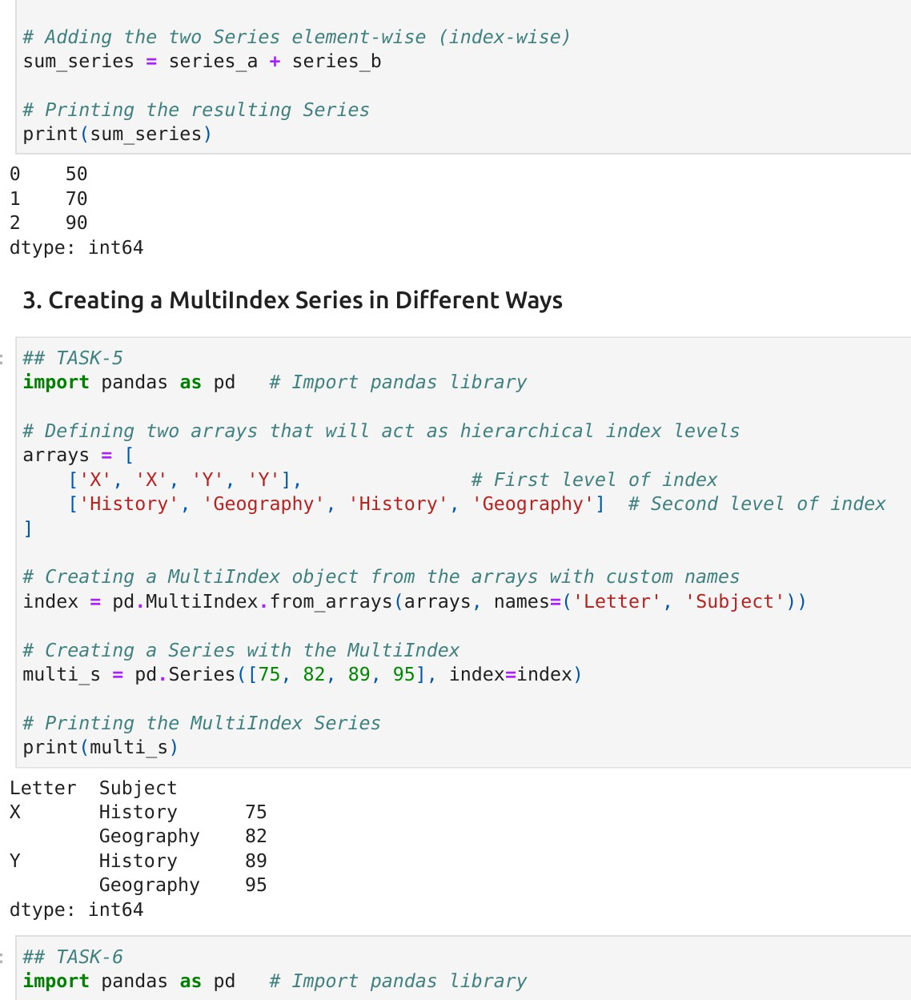 # Adding the two Series element-wise (index-wise)
sum_series = series_a + series_b
# Printing the resulting Series
print(sum_series)
0    50
1    70
2    90
dtype: int64
3. Creating a MultiIndex Series in Different Ways
:
## TASK-5
import pandas as pd   # Import pandas library
# Defining two arrays that will act as hierarchical index levels
arrays = [
    ['X', 'X', 'Y', 'Y'],               # First level of index
    ['History', 'Geography', 'History', 'Geography']  # Second level of index
]
# Creating a MultiIndex object from the arrays with custom names
index = pd.MultiIndex.from_arrays(arrays, names=('Letter', 'Subject'))
# Creating a Series with the MultiIndex
multi_s = pd.Series([75, 82, 89, 95], index=index)
# Printing the MultiIndex Series
print(multi_s)
Letter  Subject
X       History      75
        Geography    82
Y       History      89
        Geography    95
dtype: int64
:
## TASK-6
import pandas as pd   # Import pandas library